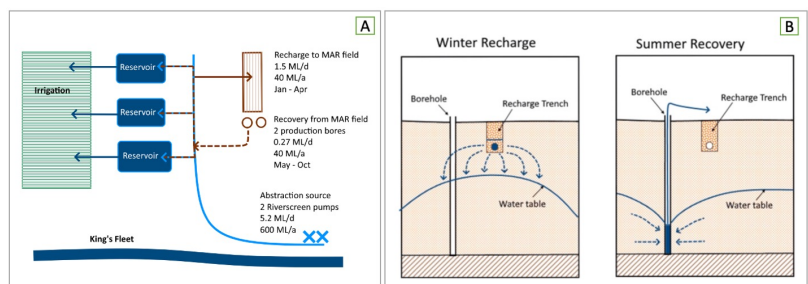 A
Reservoir
Irrigation
Reservoir
Reservoir
Recharge to MAR field
1.5 ML/d
40 ML/a
Jan - Apr
Recovery from MAR field
2 production bores
0.27 ML/d
40 ML/a
May - Oct
Abstraction source
2 Riverscreen pumps
5.2 ML/d
600 ML/a
King's Fleet
B
Winter Recharge
Borehole
Recharge Trench
Water table
Summer Recovery
Borehole
Recharge Trench
Water table